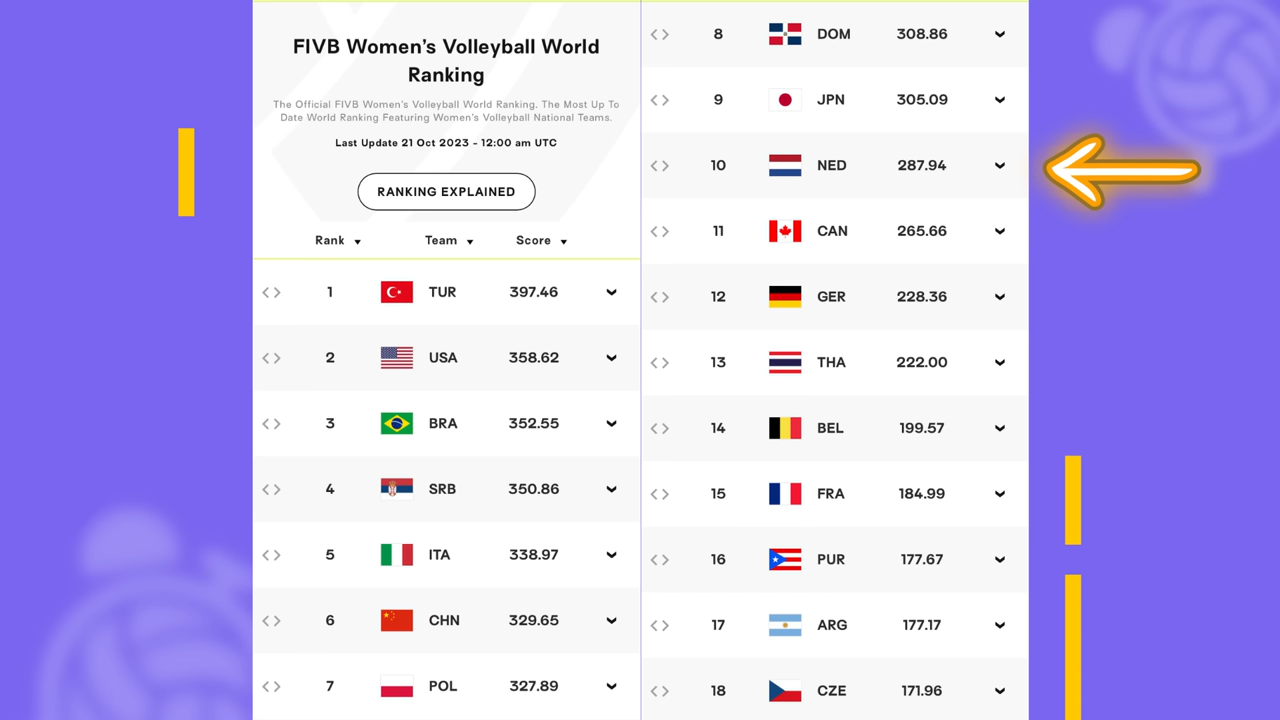 FIVB Women's Volleyball World
Ranking
The Official FIVB Women's Volleyball World Ranking. The Most Up To
Date World Ranking Featuring Women's Volleyball National Teams.
Last Update 21 Oct 2023 - 12:00 am UTC
RANKING EXPLAINED
Rank Team Score
1 TUR 397.46
2 USA 358.62
3 BRA 352.55
4 SRB 350.86
5 ITA 338.97
6 CHN 329.65
7 POL 327.89
8 DOM 308.86
9 JPN 305.09
10 NED 287.94
11 CAN 265.66
12 GER 228.36
13 THA 222.00
14 BEL 199.57
15 FRA 184.99
16 PUR 177.67
17 ARG 177.17
18 CZE 171.96